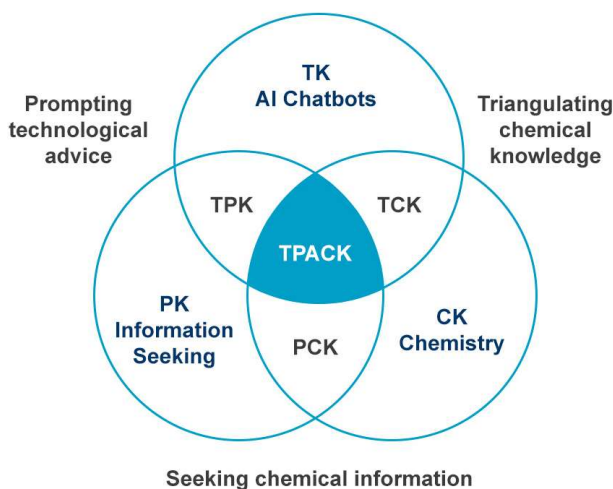 TK
AI Chatbots
Prompting
technological
advice
Triangulating
chemical
knowledge
TPK
TCK
TPACK
PK
Information
Seeking
CK
Chemistry
PCK
Seeking chemical information